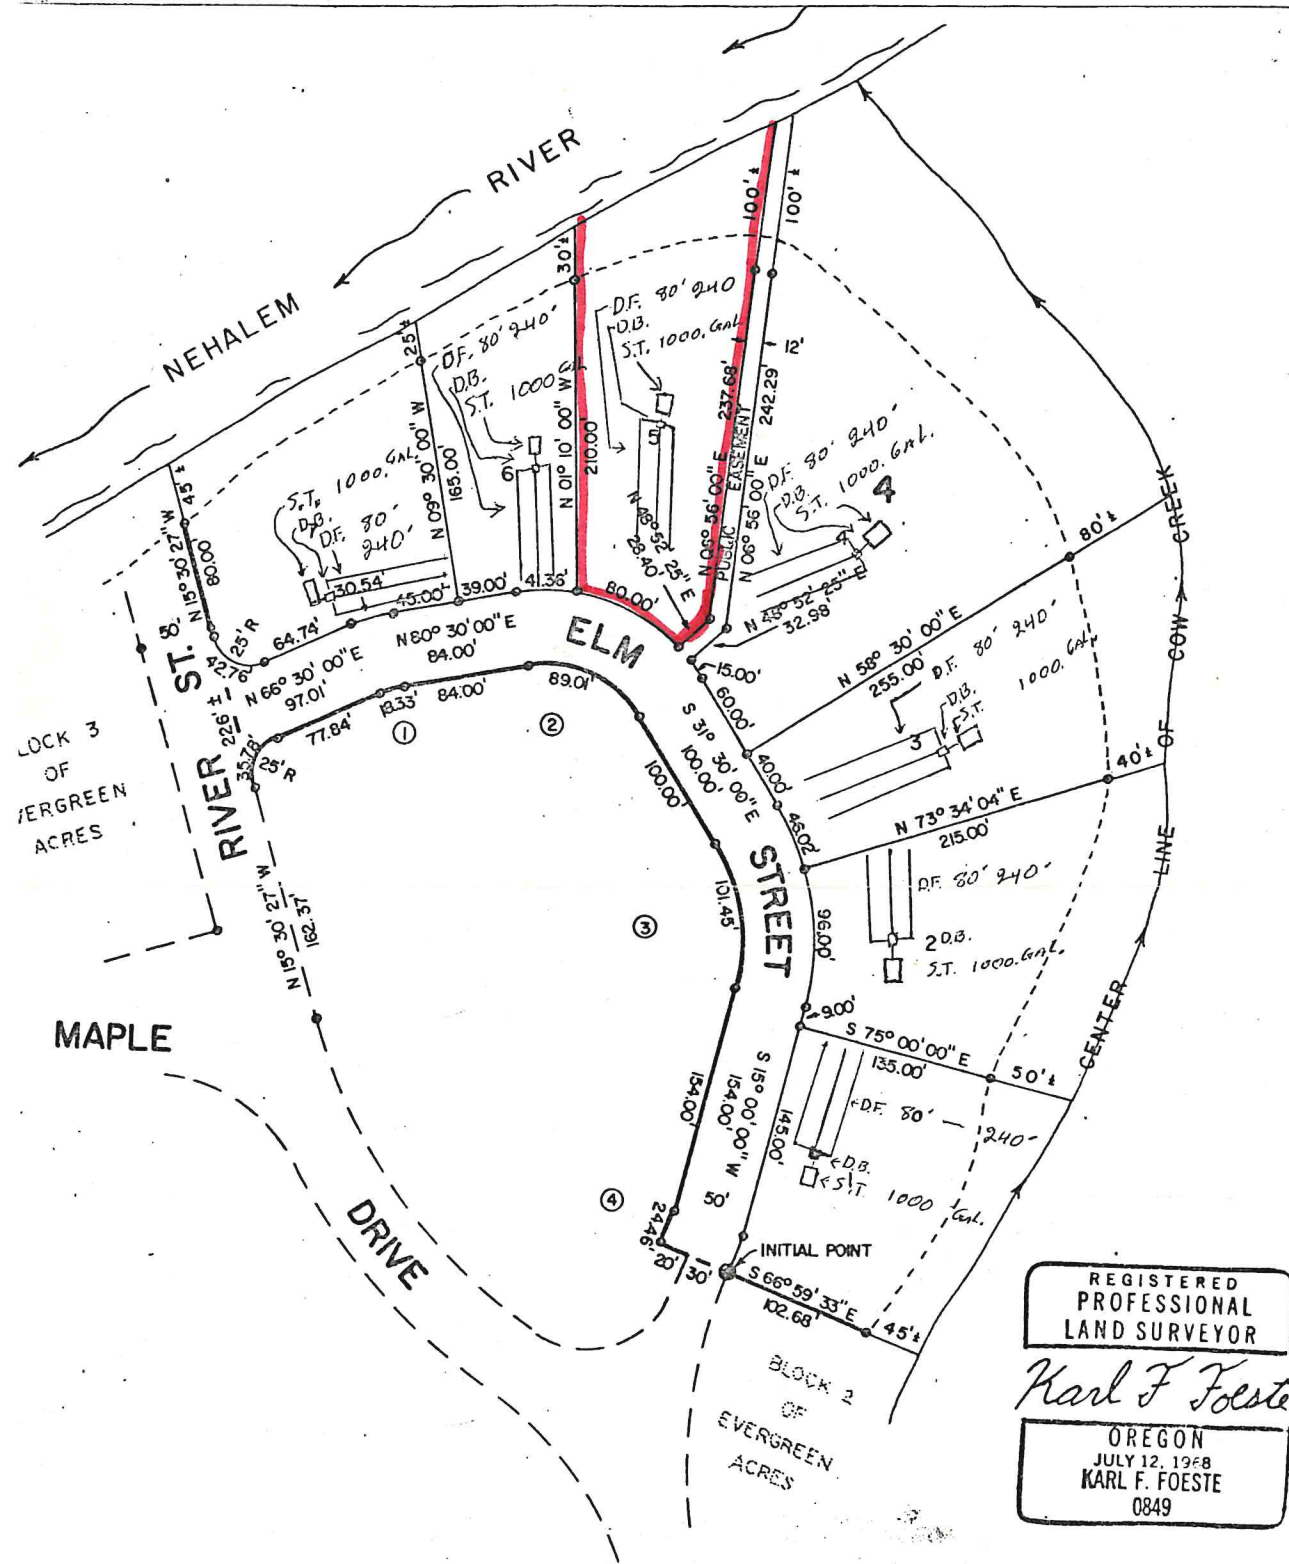 NEHALEM
RIVER
30'±
100'±
100'±
25'±
45'±
D.F. 80' 240'
D.B.
S.T. 1000 GAL
D.F. 80' 240
D.B.
S.T. 1000. GAL
12'
N 01° 10' 00" W
210.00'
N 06° 56' 00" E 237.68'
PUBLIC EASEMENT
N 06° 56' 00" E 242.29'
D.F. 80' 240'
D.B.
S.T. 1000. GAL.
4
4
5
6
S.T. 1000. GAL.
D.B.
D.F. 80'
240'
N 09° 30' 00" W
165.00'
N 15° 30' 27" W
80.00'
50'
30.54'
45.00'
39.00'
41.36'
80.00'
N 48° 52' 25" E
28.40'
N 48° 52' 25" E
32.98'
15.00'
60.00'
64.74'
25'R
42.76'
N 66° 30' 00" E
97.01'
N 80° 30' 00" E
84.00'
ELM
STREET
RIVER ST.
226'±
35.78'
25'R
77.84'
13.33'
84.00'
89.01'
1
2
3
4
S 31° 30' 00" E
100.00'
100.00'
40.00'
46.02'
N 58° 30' 00" E
255.00'
80'±
D.F. 80' 240'
D.B.
S.T.
1000. GAL
3
N 73° 34' 04" E
215.00'
40'±
CENTER LINE OF COW CREEK
LOCK 3
OF
VERGREEN
ACRES
N 15° 30' 27" W
162.37'
101.45'
96.00'
D.F. 80' 240'
2 D.B.
S.T. 1000. GAL.
9.00'
S 75° 00' 00" E
135.00'
50'±
MAPLE
DRIVE
154.00'
S 15° 00' 00" W
154.00'
145.00'
D.F. 80' — 240'
D.B.
S.T. 1000 GAL.
50'
24.46'
20'
30'
INITIAL POINT
S 66° 59' 33" E
102.68'
45'±
BLOCK 2
OF
EVERGREEN
ACRES
REGISTERED
PROFESSIONAL
LAND SURVEYOR
Karl F Foeste
OREGON
JULY 12, 1968
KARL F. FOESTE
0849